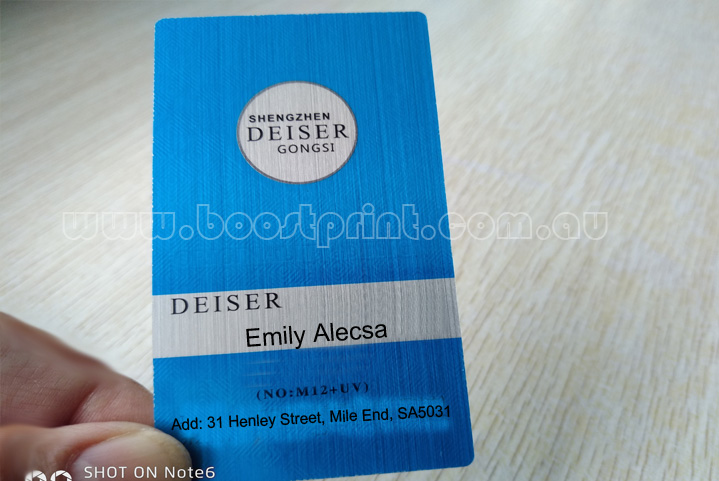 SHENGZHEN
DEISER
GONGSI
www.boostprint.com.au
DEISER
Emily Alecsa
(NO:M12+UV)
Add: 31 Henley Street, Mile End, SA5031
SHOT ON Note6